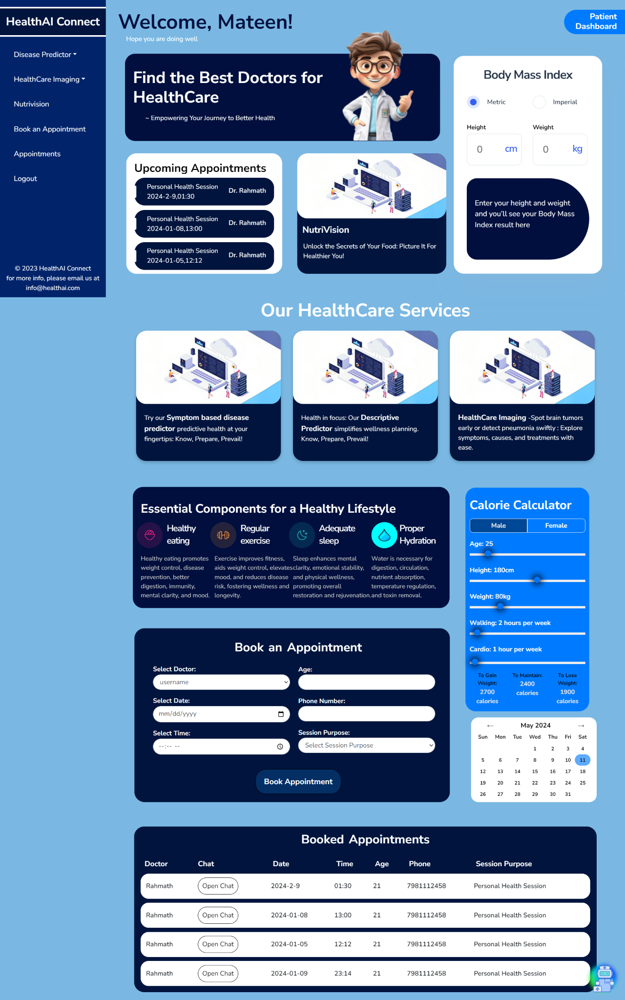 HealthAI Connect
Disease Predictor
HealthCare Imaging
Nutrivision
Book an Appointment
Appointments
Logout
© 2023 HealthAI Connect
for more info, please email us at
info@healthai.com
Welcome, Mateen!
Hope you are doing well
Patient
Dashboard
Find the Best Doctors for
HealthCare
~ Empowering Your Journey to Better Health
Upcoming Appointments
Personal Health Session
2024-2-9,01:30
Dr. Rahmath
Personal Health Session
2024-01-08,13:00
Dr. Rahmath
Personal Health Session
2024-01-05,12:12
Dr. Rahmath
NutriVision
Unlock the Secrets of Your Food: Picture It For
Healthier You!
Body Mass Index
Metric Imperial
Height Weight
0 cm 0 kg
Enter your height and weight
and you'll see your Body Mass
Index result here
Our HealthCare Services
Try our Symptom based disease
predictor predictive health at your
fingertips: Know, Prepare, Prevail!
Health in focus: Our Descriptive
Predictor simplifies wellness planning.
Know, Prepare, Prevail!
HealthCare Imaging -Spot brain tumors
early or detect pneumonia swiftly : Explore
symptoms, causes, and treatments with
ease.
Essential Components for a Healthy Lifestyle
Healthy
eating
Healthy eating promotes
weight control, disease
prevention, better
digestion, immunity,
mental clarity, and mood.
Regular
exercise
Exercise improves fitness,
aids weight control, elevates
mood, and reduces disease
risk, fostering wellness and
longevity.
Adequate
sleep
Sleep enhances mental
clarity, emotional stability,
and physical wellness,
promoting overall
restoration and rejuvenation.
Proper
Hydration
Water is necessary for
digestion, circulation,
nutrient absorption,
temperature regulation,
and toxin removal.
Calorie Calculator
Male Female
Age: 25
Height: 180cm
Weight: 80kg
Walking: 2 hours per week
Cardio: 1 hour per week
To Gain
Weight:
2700
calories
To Maintain:
2400
calories
To Lose
Weight:
1900
calories
Book an Appointment
Select Doctor:
username
Age:
Select Date:
mm/dd/yyyy
Phone Number:
Select Time:
--:-- --
Session Purpose:
Select Session Purpose
Book Appointment
← May 2024 →
Sun Mon Tue Wed Thu Fri Sat
1 2 3 4
5 6 7 8 9 10 11
12 13 14 15 16 17 18
19 20 21 22 23 24 25
26 27 28 29 30 31
Booked Appointments
Doctor Chat Date Time Age Phone Session Purpose
Rahmath Open Chat 2024-2-9 01:30 21 7981112458 Personal Health Session
Rahmath Open Chat 2024-01-08 13:00 21 7981112458 Personal Health Session
Rahmath Open Chat 2024-01-05 12:12 21 7981112458 Personal Health Session
Rahmath Open Chat 2024-01-09 23:14 21 7981112458 Personal Health Session